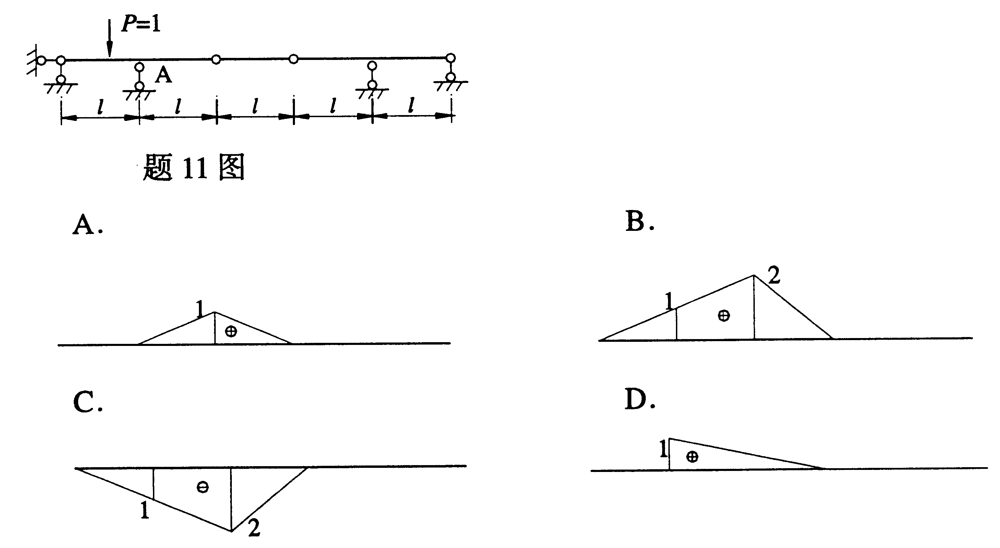 P=1
A
l l l l l
题 11 图
A. B.
1 2
1
C. D.
1
1
2